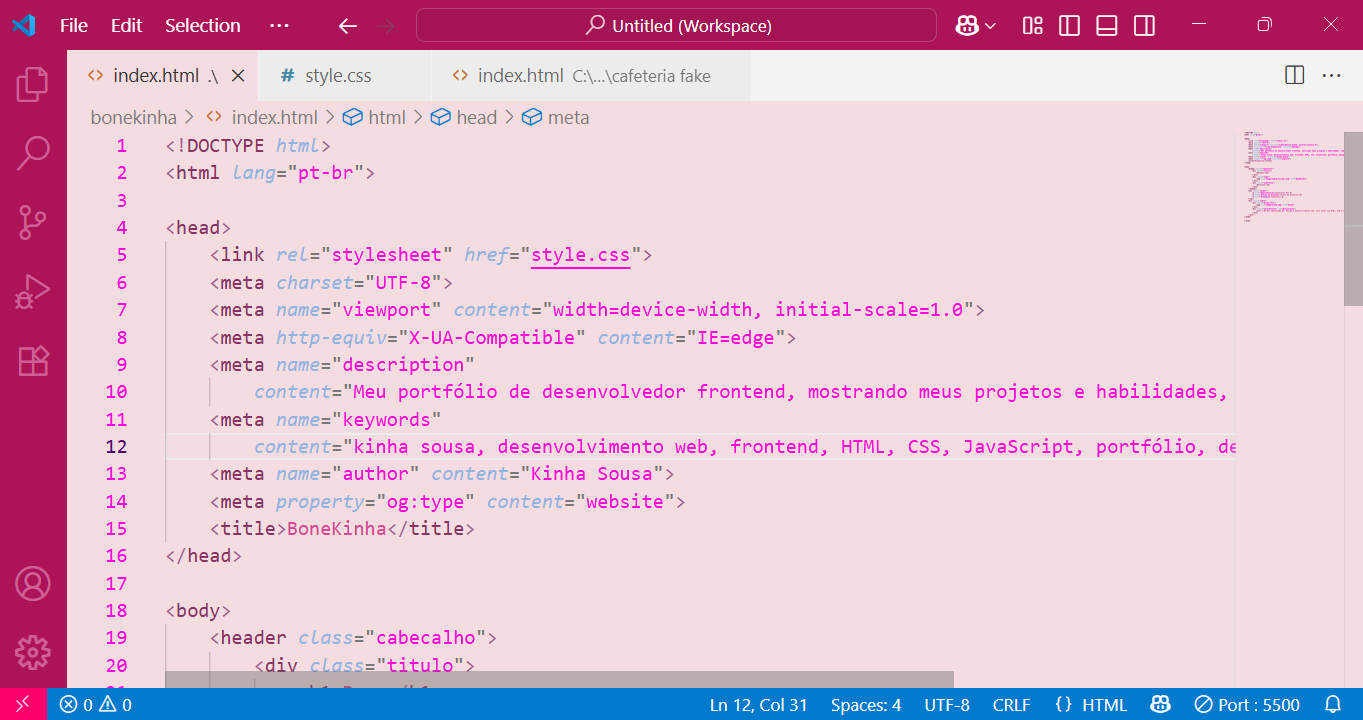 File Edit Selection ··· Untitled (Workspace)
index.html .\ style.css index.html C:\...\cafeteria fake
bonekinha > index.html > html > head > meta
1 <!DOCTYPE html>
2 <html lang="pt-br">
3
4 <head>
5 <link rel="stylesheet" href="style.css">
6 <meta charset="UTF-8">
7 <meta name="viewport" content="width=device-width, initial-scale=1.0">
8 <meta http-equiv="X-UA-Compatible" content="IE=edge">
9 <meta name="description"
10 content="Meu portfólio de desenvolvedor frontend, mostrando meus projetos e habilidades,
11 <meta name="keywords"
12 content="kinha sousa, desenvolvimento web, frontend, HTML, CSS, JavaScript, portfólio, de
13 <meta name="author" content="Kinha Sousa">
14 <meta property="og:type" content="website">
15 <title>BoneKinha</title>
16 </head>
17
18 <body>
19 <header class="cabecalho">
20 <div class="titulo">
0 0 Ln 12, Col 31 Spaces: 4 UTF-8 CRLF {} HTML Port : 5500